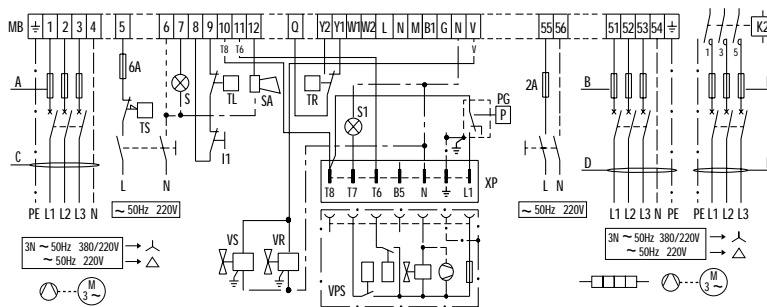 MB 1 2 3 4 5 6 7 8 9 10 11 12 Q Y2 Y1 W1 W2 L N M B1 G N V 55 56 51 52 53 54
T8 T6 V
K2
1 3 5
6A
2A
A
S
TL
SA
TR
S1
PG
P
B
TS
I1
C
D
L N
XP
T8 T7 T6 B5 N L1
L N
PE L1 L2 L3 N
L1 L2 L3 N PE
PE L1 L2 L3
~ 50Hz 220V
~ 50Hz 220V
VS
VR
VPS
3N ~ 50Hz 380/220V
~ 50Hz 220V
3N ~ 50Hz 380/220V
~ 50Hz 220V
M
3 ~
M
3 ~